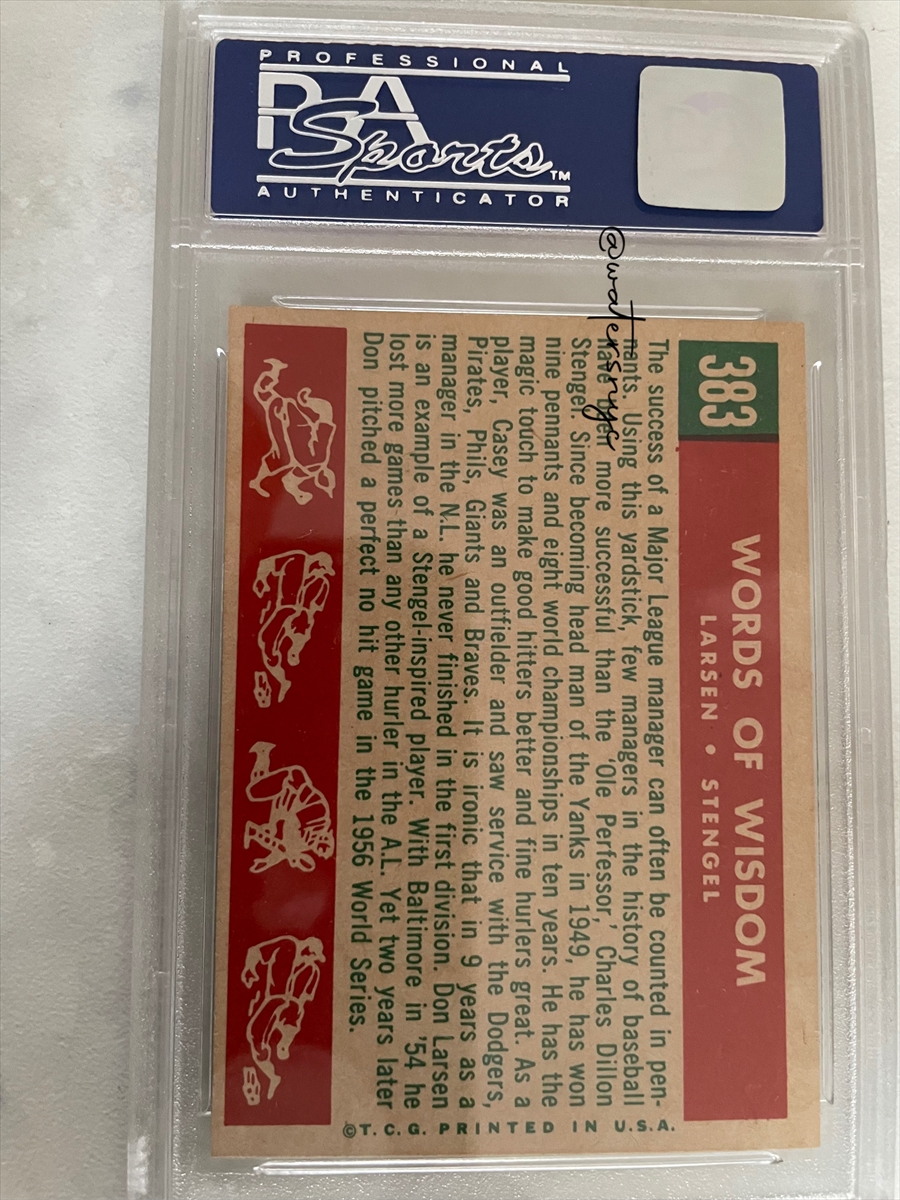 PROFESSIONAL
PSA
Sports™
AUTHENTICATOR
@watersnyc
383
WORDS OF WISDOM
LARSEN • STENGEL
The success of a Major League manager can often be counted in pen-
nants. Using this yardstick, few managers in the history of baseball
have been more successful than the 'Ole Perfessor,' Charles Dillon
Stengel. Since becoming head man of the Yanks in 1949, he has won
nine pennants and eight world championships in ten years. He has the
magic touch to make good hitters better and fine hurlers great. As a
player, Casey was an outfielder and saw service with the Dodgers,
Pirates, Phils, Giants and Braves. It is ironic that in 9 years as a
manager in the N.L. he never finished in the first division. Don Larsen
is an example of a Stengel-inspired player. With Baltimore in '54 he
lost more games than any other hurler in the A.L. Yet two years later
Don pitched a perfect no hit game in the 1956 World Series.
©T.C.G. PRINTED IN U.S.A.